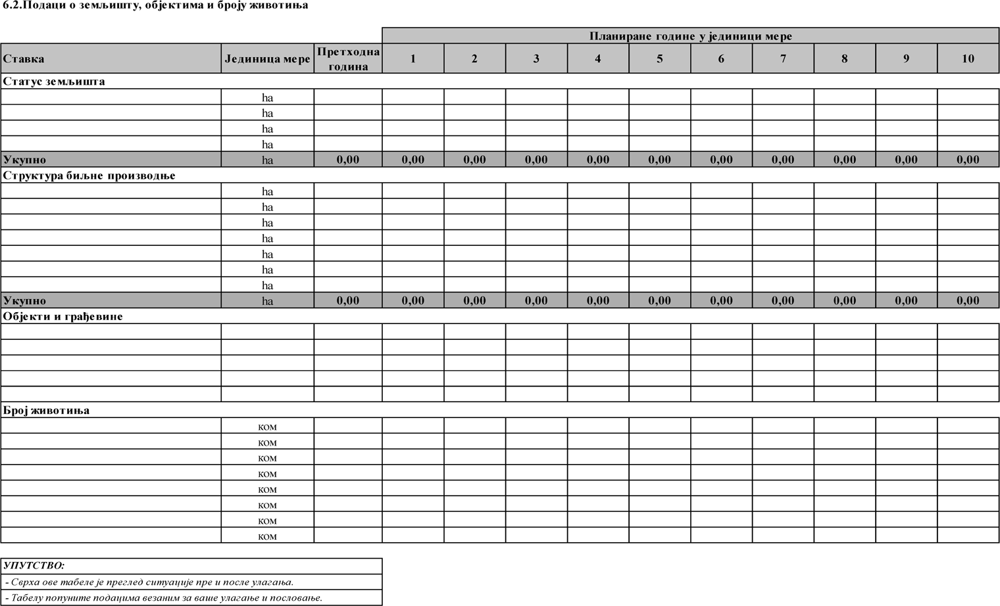 6.2.Подаци о земљишту, објектима и броју животиња
Планиране године у јединици мере
Ставка Јединица мере Претходна година 1 2 3 4 5 6 7 8 9 10
Статус земљишта
ha
ha
ha
ha
Укупно ha 0,00 0,00 0,00 0,00 0,00 0,00 0,00 0,00 0,00 0,00 0,00
Структура биљне производње
ha
ha
ha
ha
ha
ha
ha
Укупно ha 0,00 0,00 0,00 0,00 0,00 0,00 0,00 0,00 0,00 0,00 0,00
Објекти и грађевине
Број животиња
ком
ком
ком
ком
ком
ком
ком
ком
УПУТСТВО:
- Сврха ове табеле је преглед ситуације пре и после улагања.
- Табелу попуните подацима везаним за ваше улагање и пословање.